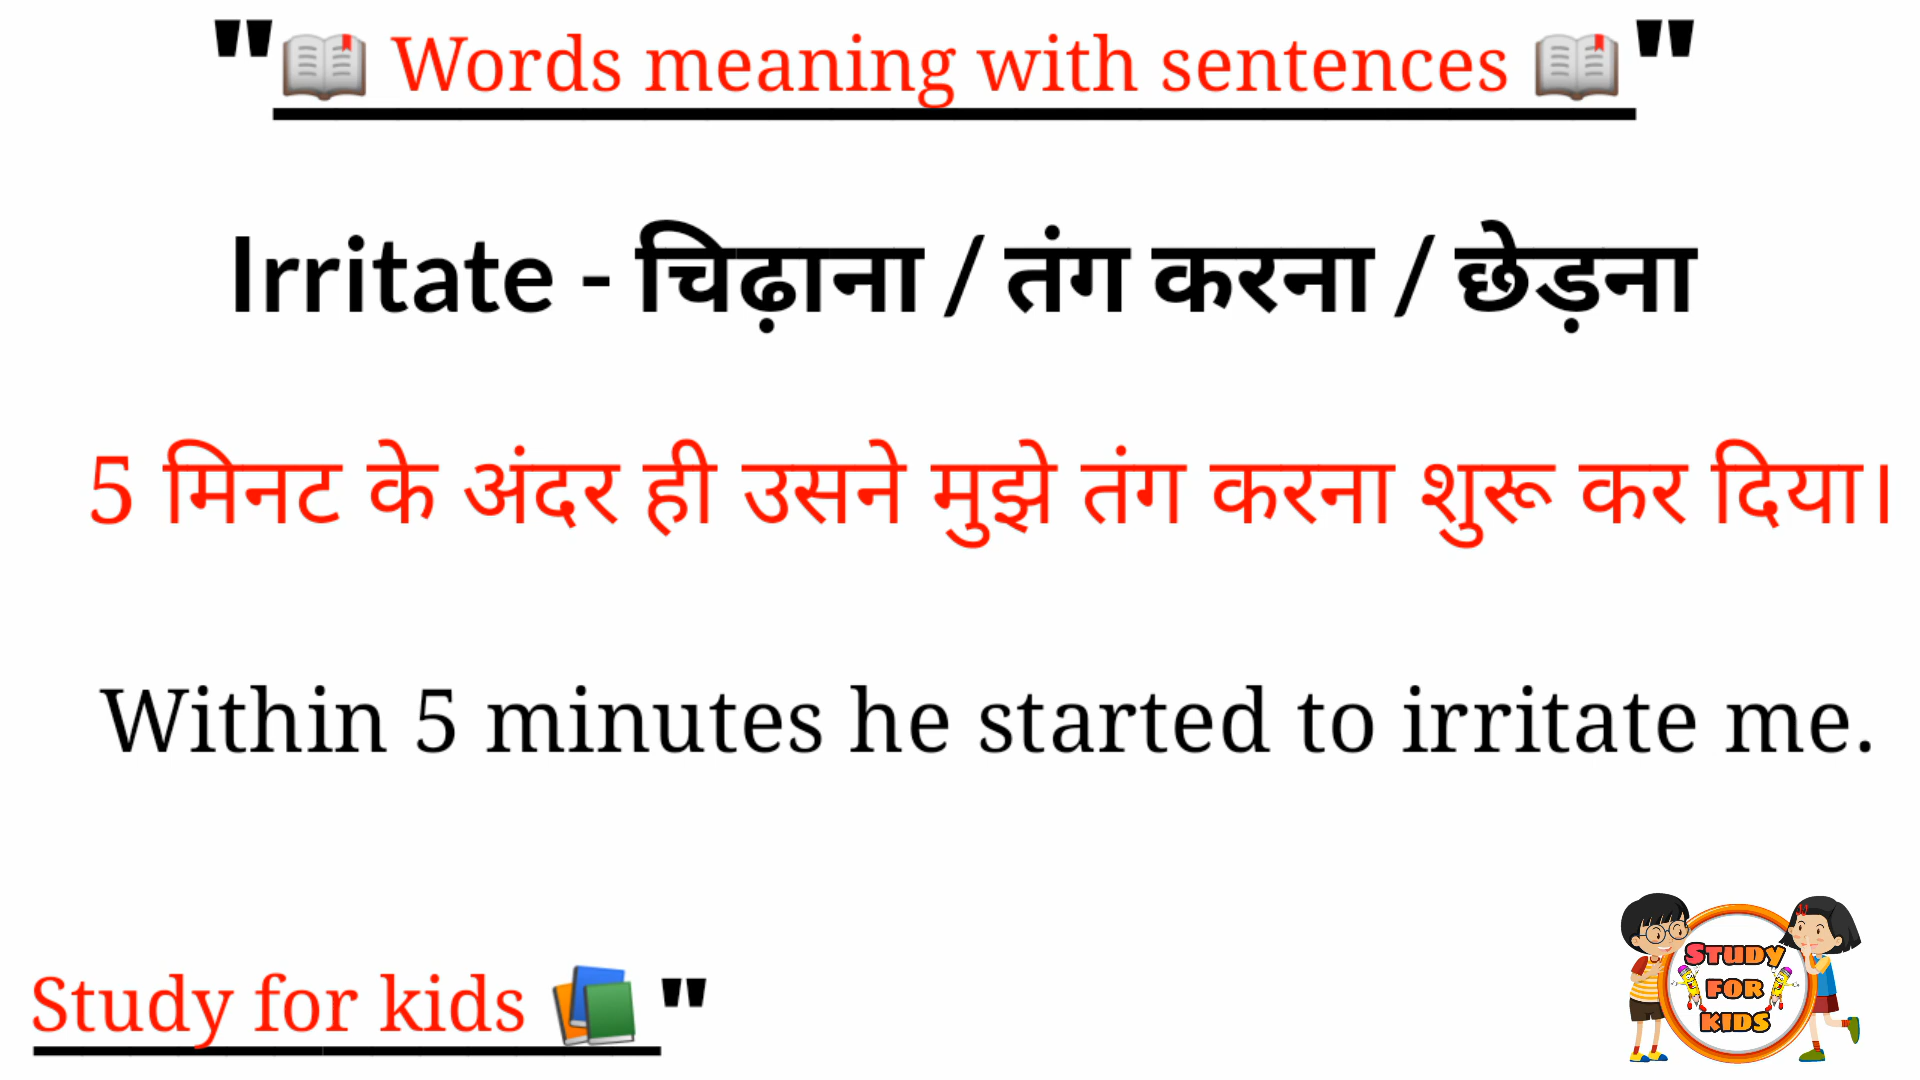 "📖 Words meaning with sentences 📖"
Irritate - चिढ़ाना / तंग करना / छेड़ना
5 मिनट के अंदर ही उसने मुझे तंग करना शुरू कर दिया।
Within 5 minutes he started to irritate me.
Study for kids 📚"
STUDY
FOR
KIDS